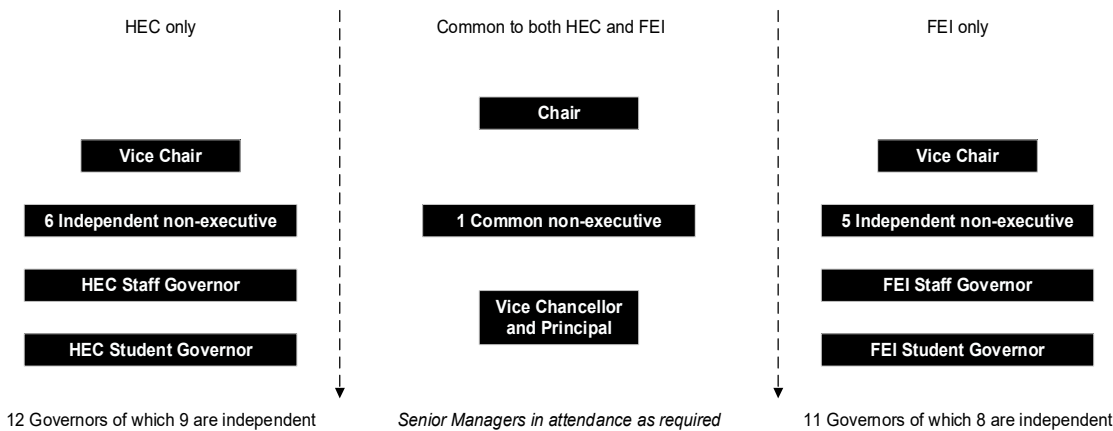 HEC only
Common to both HEC and FEI
FEI only
Chair
Vice Chair
Vice Chair
6 Independent non-executive
1 Common non-executive
5 Independent non-executive
HEC Staff Governor
FEI Staff Governor
Vice Chancellor
and Principal
HEC Student Governor
FEI Student Governor
12 Governors of which 9 are independent
Senior Managers in attendance as required
11 Governors of which 8 are independent